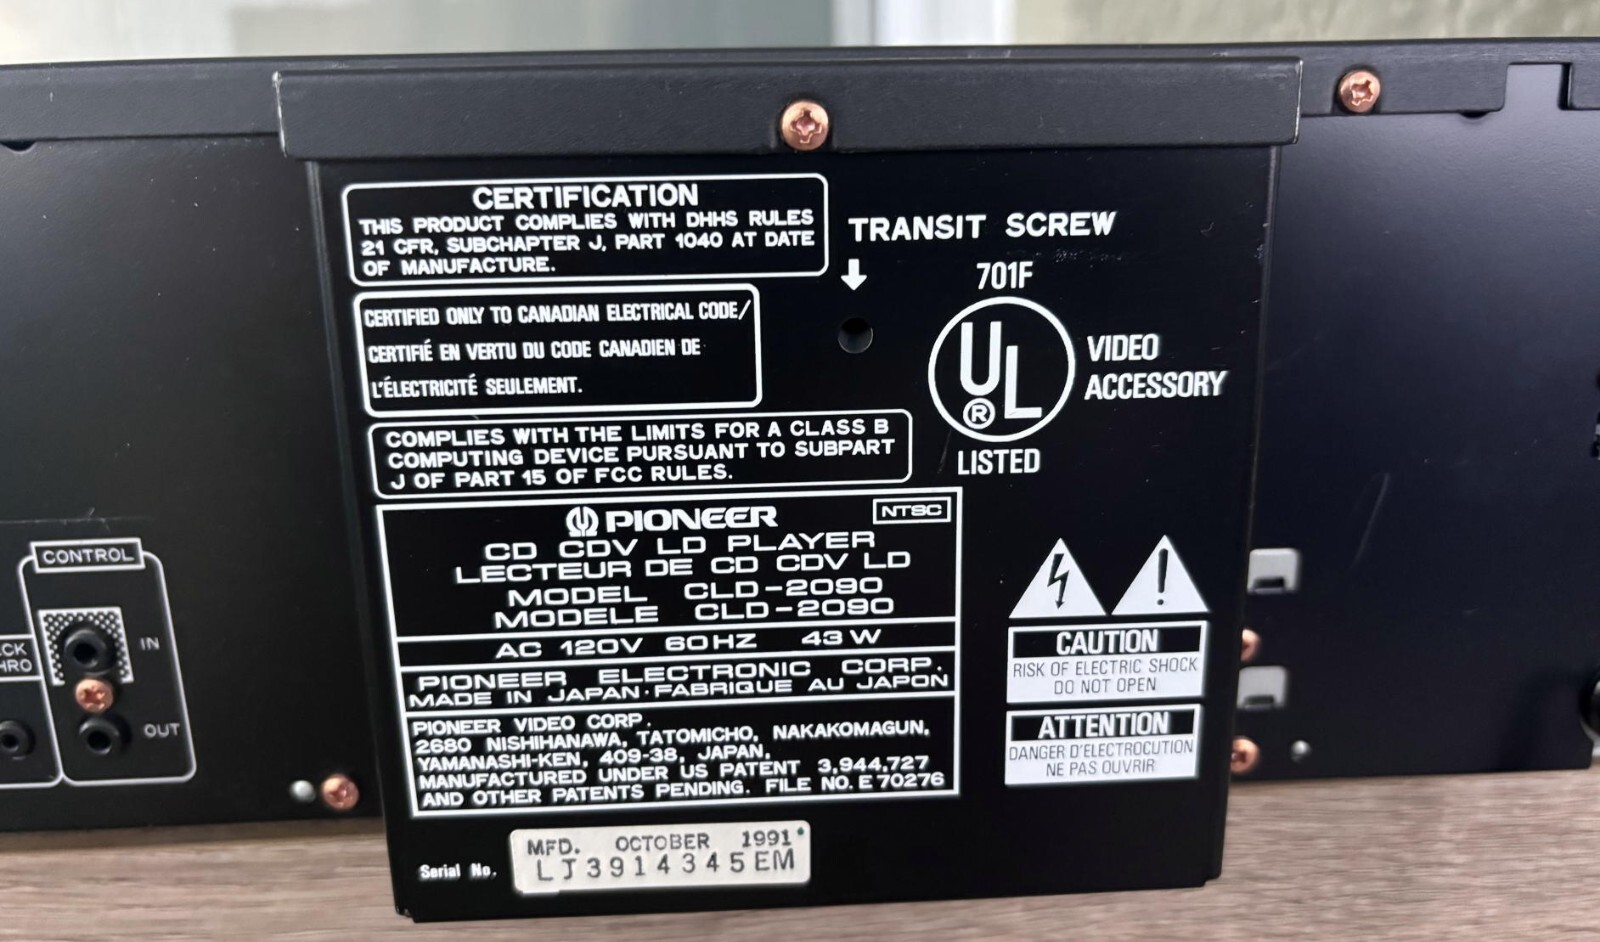 CERTIFICATION
THIS PRODUCT COMPLIES WITH DHHS RULES
21 CFR, SUBCHAPTER J, PART 1040 AT DATE
OF MANUFACTURE.
TRANSIT SCREW
701F
UL
®
VIDEO
ACCESSORY
LISTED
CERTIFIED ONLY TO CANADIAN ELECTRICAL CODE/
CERTIFIÉ EN VERTU DU CODE CANADIEN DE
L'ÉLECTRICITÉ SEULEMENT.
COMPLIES WITH THE LIMITS FOR A CLASS B
COMPUTING DEVICE PURSUANT TO SUBPART
J OF PART 15 OF FCC RULES.
PIONEER NTSC
CD CDV LD PLAYER
LECTEUR DE CD CDV LD
MODEL CLD-2090
MODELE CLD-2090
AC 120V 60HZ 43W
PIONEER ELECTRONIC CORP.
MADE IN JAPAN·FABRIQUE AU JAPON
PIONEER VIDEO CORP.
2680 NISHIHANAWA, TATOMICHO, NAKAKOMAGUN,
YAMANASHI-KEN, 409-38, JAPAN,
MANUFACTURED UNDER US PATENT 3,944,727
AND OTHER PATENTS PENDING. FILE NO. E70276
CAUTION
RISK OF ELECTRIC SHOCK
DO NOT OPEN
ATTENTION
DANGER D'ELECTROCUTION
NE PAS OUVRIR
Serial No.
MFD. OCTOBER 1991
LJ3914345EM
CONTROL
IN
OUT